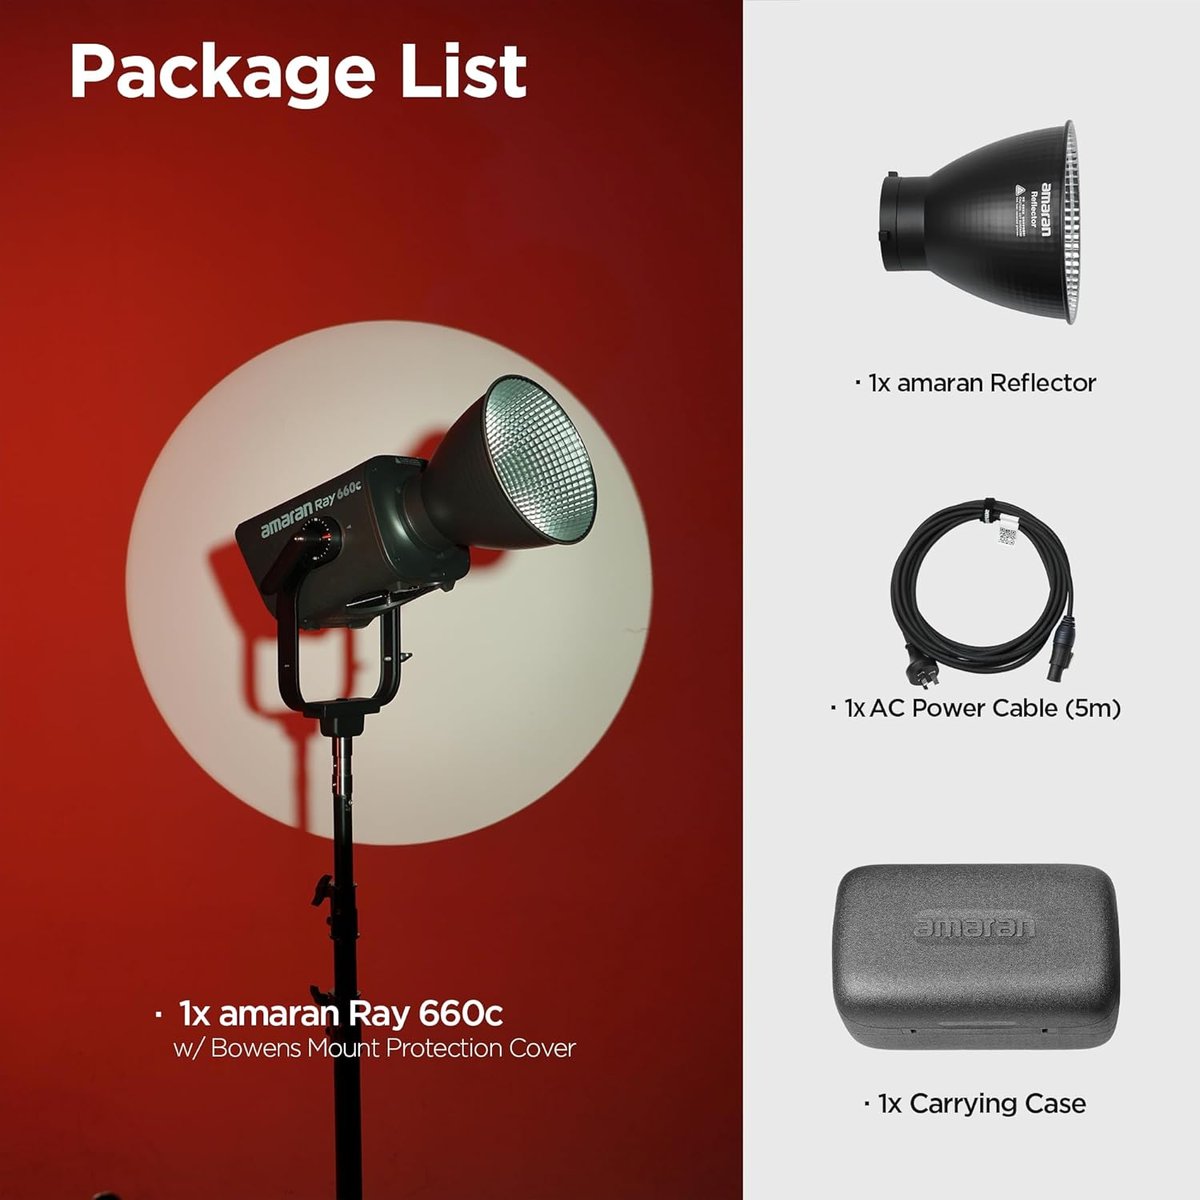 Package List
amaran Ray 660c
· 1x amaran Ray 660c
w/ Bowens Mount Protection Cover
amaran
Reflector
· 1x amaran Reflector
· 1x AC Power Cable (5m)
amaran
· 1x Carrying Case